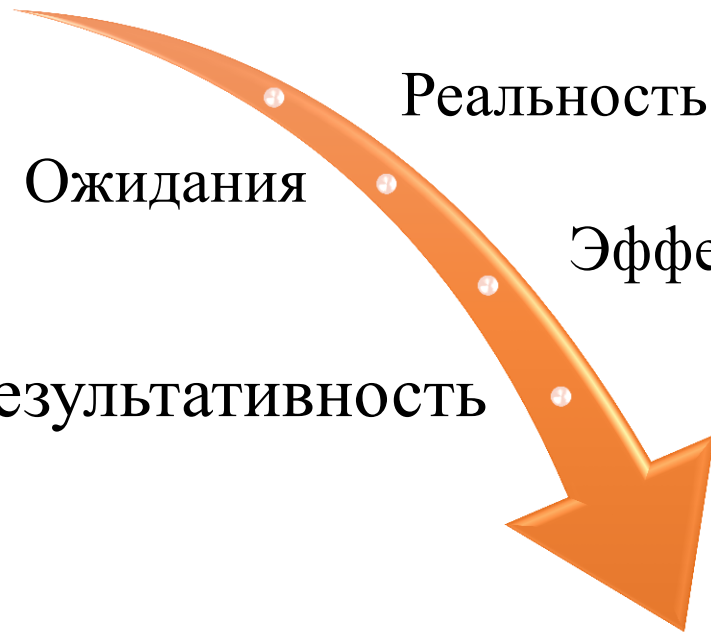 Реальность
Ожидания
Эффе
езультативность